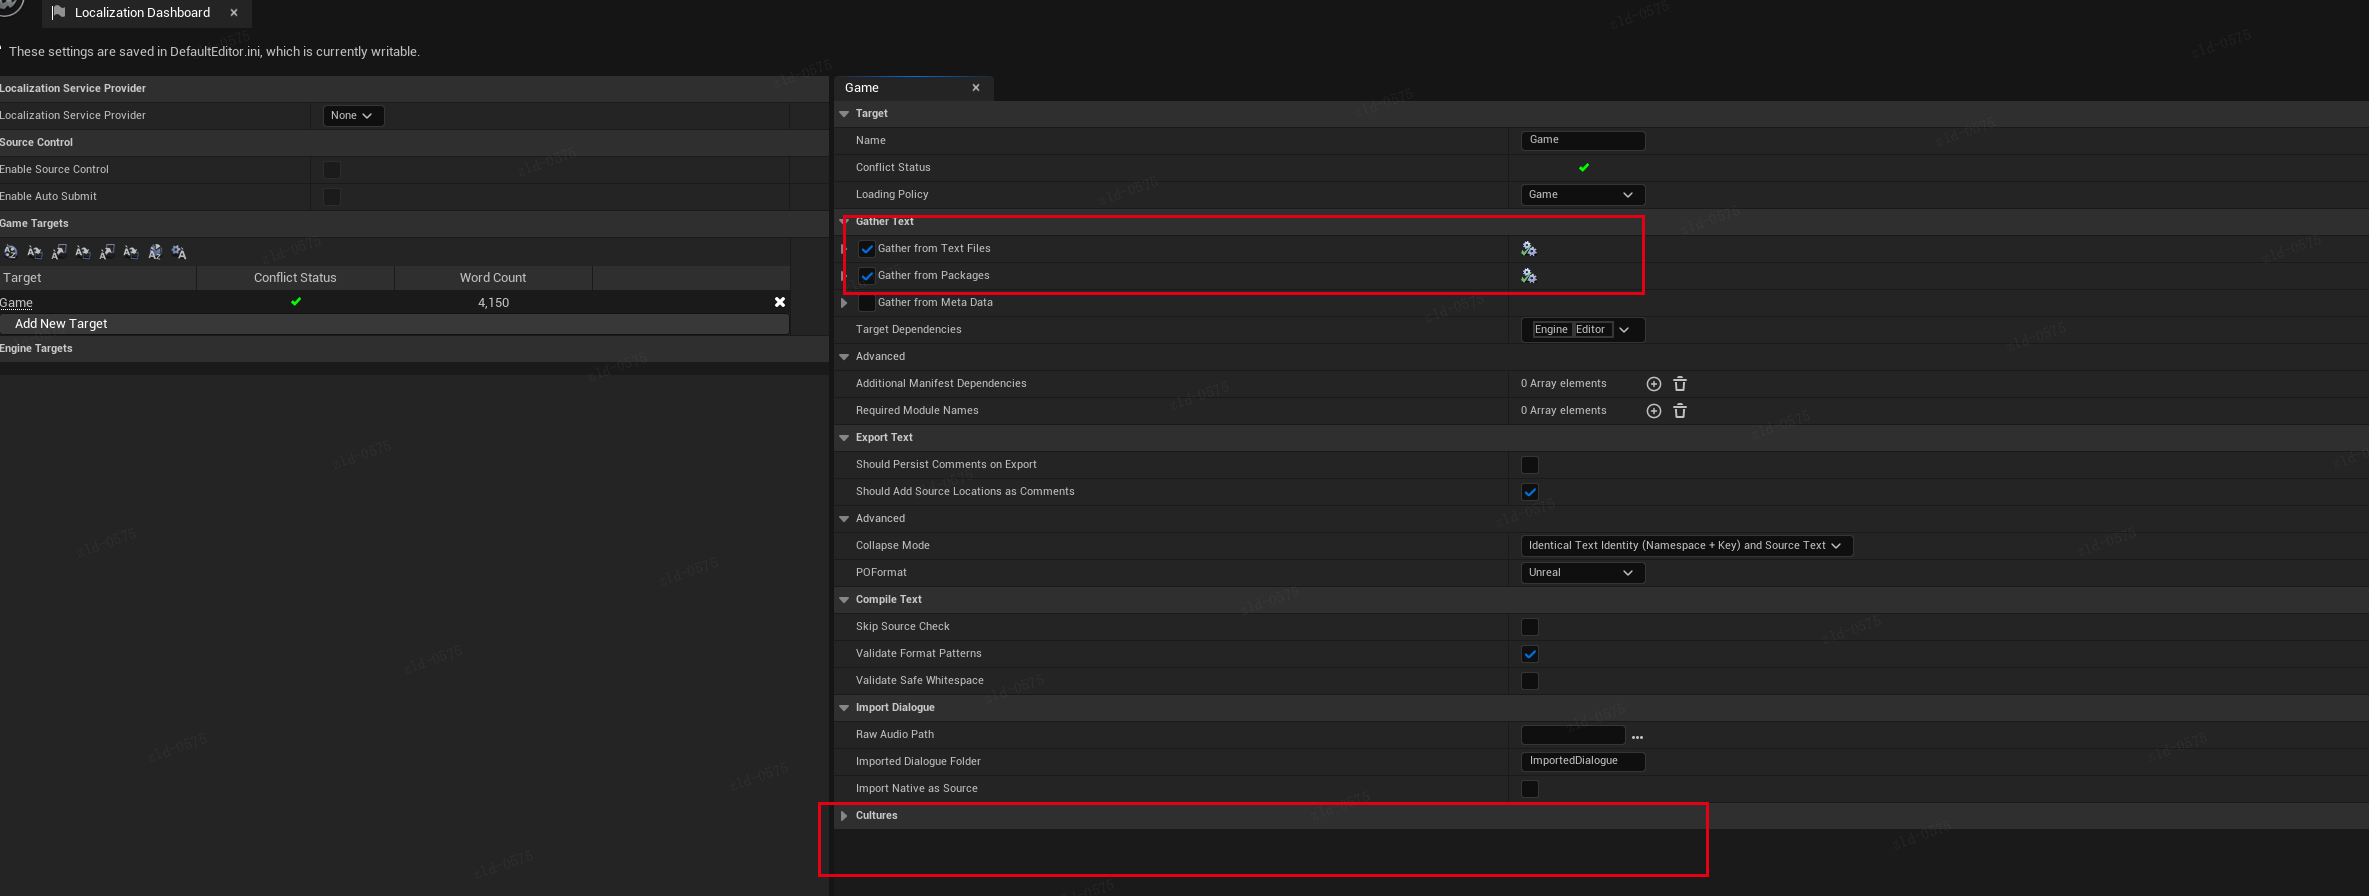 Localization Dashboard
These settings are saved in DefaultEditor.ini, which is currently writable.
Localization Service Provider
Localization Service Provider
None
Source Control
Enable Source Control
Enable Auto Submit
Game Targets
Target Conflict Status Word Count
Game 4,150
Add New Target
Engine Targets
Game
Target
Name Game
Conflict Status
Loading Policy Game
Gather Text
Gather from Text Files
Gather from Packages
Gather from Meta Data
Target Dependencies Engine Editor
Advanced
Additional Manifest Dependencies 0 Array elements
Required Module Names 0 Array elements
Export Text
Should Persist Comments on Export
Should Add Source Locations as Comments
Advanced
Collapse Mode Identical Text Identity (Namespace + Key) and Source Text
POFormat Unreal
Compile Text
Skip Source Check
Validate Format Patterns
Validate Safe Whitespace
Import Dialogue
Raw Audio Path
Imported Dialogue Folder ImportedDialogue
Import Native as Source
Cultures